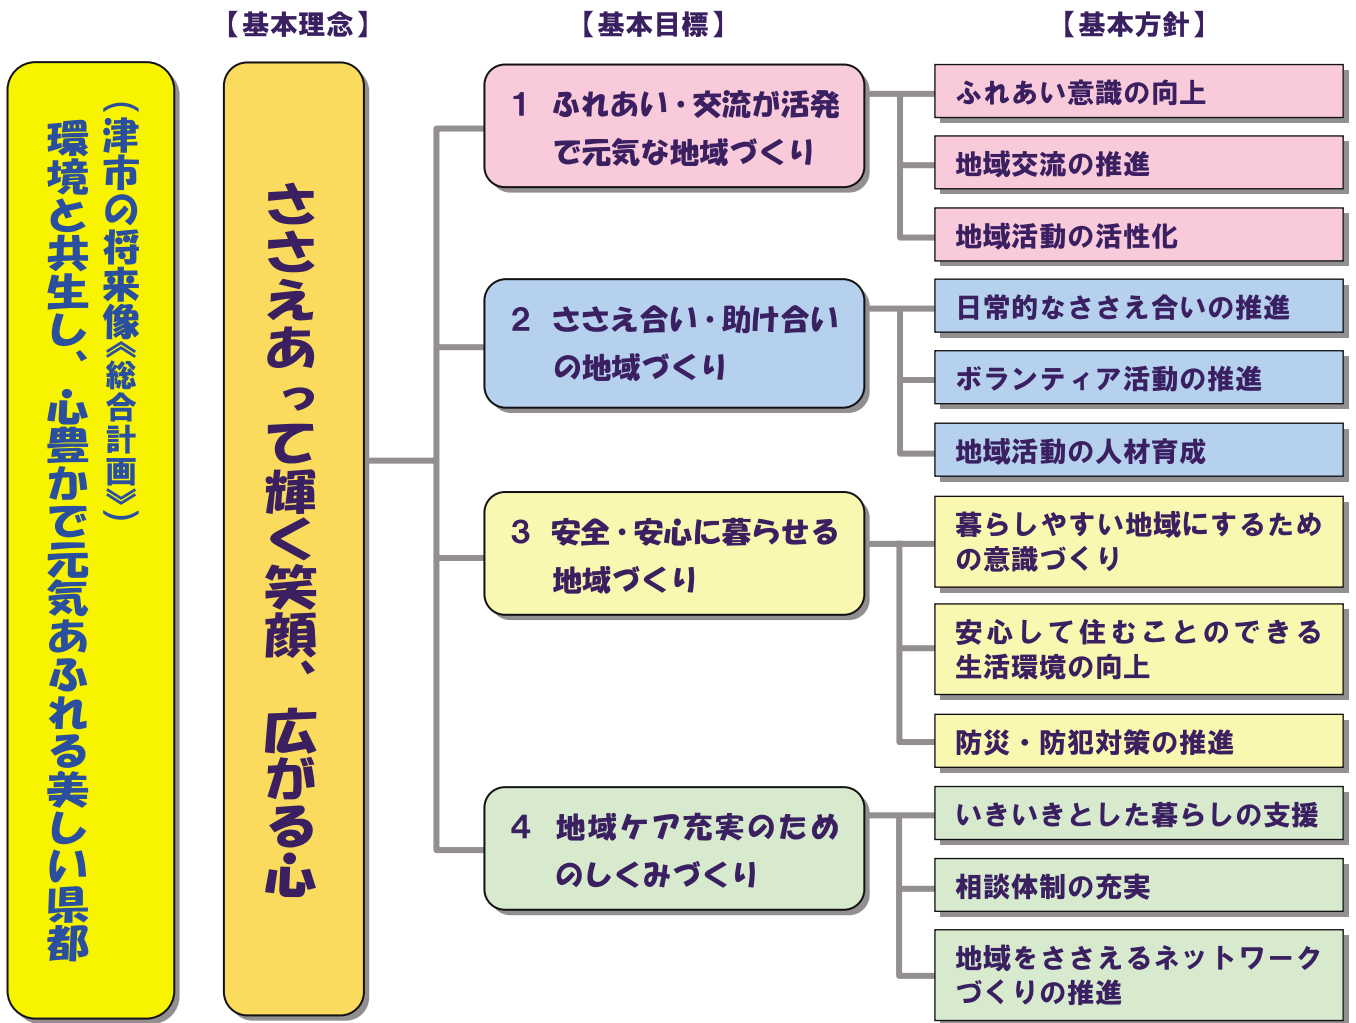 【基本理念】
【基本目標】
【基本方針】
（津市の将来像《総合計画》）
環境と共生し、心豊かで元気あふれる美しい県都
ささえあって輝く笑顔、広がる心
1 ふれあい・交流が活発
で元気な地域づくり
ふれあい意識の向上
地域交流の推進
地域活動の活性化
2 ささえ合い・助け合い
の地域づくり
日常的なささえ合いの推進
ボランティア活動の推進
地域活動の人材育成
3 安全・安心に暮らせる
地域づくり
暮らしやすい地域にするため
の意識づくり
安心して住むことのできる
生活環境の向上
防災・防犯対策の推進
4 地域ケア充実のため
のしくみづくり
いきいきとした暮らしの支援
相談体制の充実
地域をささえるネットワーク
づくりの推進